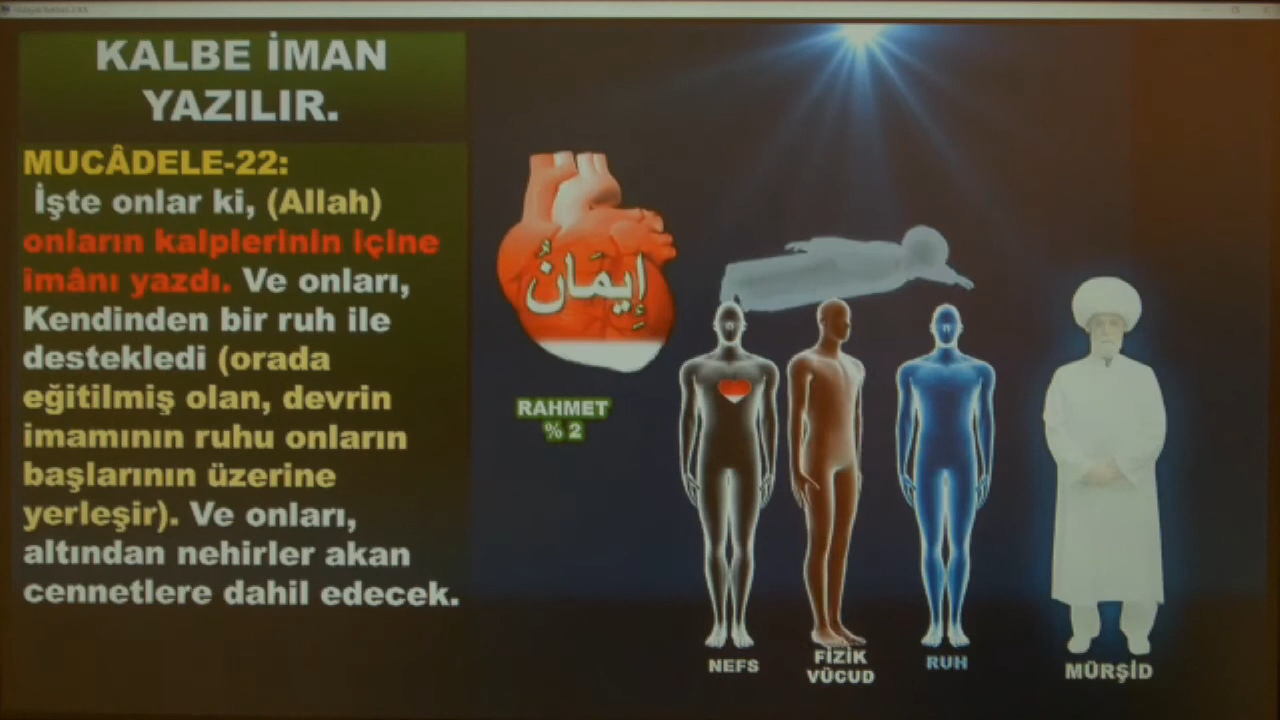 KALBE İMAN
YAZILIR.
MUCÂDELE-22:
İşte onlar ki, (Allah)
onların kalplerinin içine
îmânı yazdı. Ve onları,
Kendinden bir ruh ile
destekledi (orada
eğitilmiş olan, devrin
imamının ruhu onların
başlarının üzerine
yerleşir). Ve onları,
altından nehirler akan
cennetlere dahil edecek.
إِيمَانٌ
RAHMET
% 2
NEFS
FİZİK
VÜCUD
RUH
MÜRŞİD